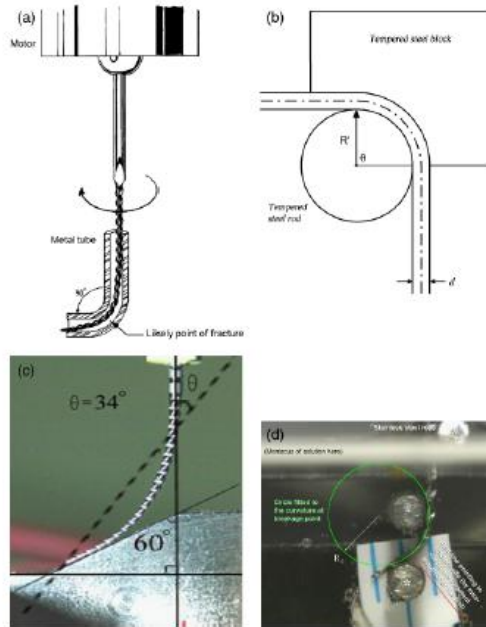 (a)
Motor
Metal tube
90°
Likely point of fracture
(b)
Tempered steel block
R'
θ
Tempered
steel rod
d
(c)
θ=34°
θ
60°
(d)
Stainless steel rod
(Meniscus of solution here)
Circle fitted to
the curvature at
breakage point